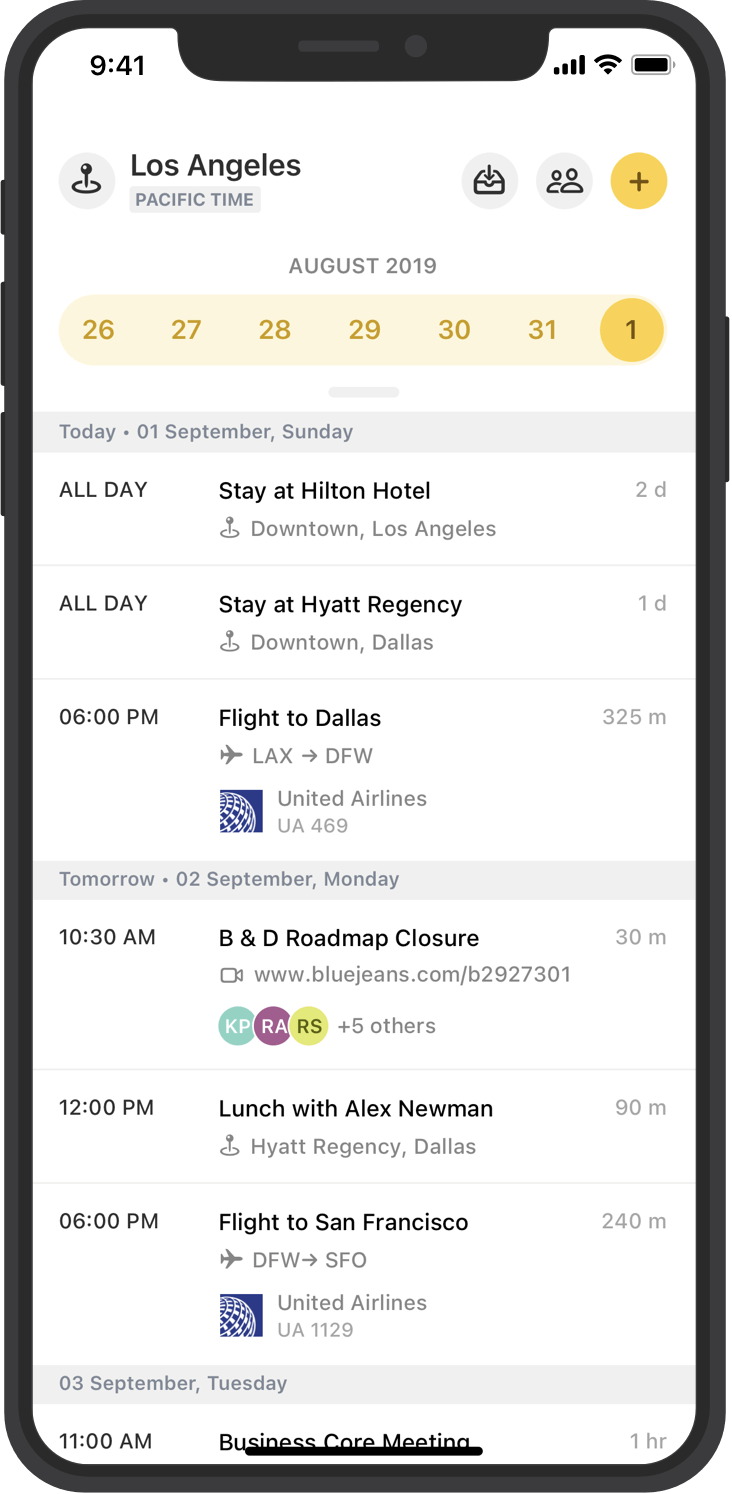 9:41
Los Angeles
PACIFIC TIME
AUGUST 2019
26 27 28 29 30 31 1
Today • 01 September, Sunday
ALL DAY Stay at Hilton Hotel 2 d
Downtown, Los Angeles
ALL DAY Stay at Hyatt Regency 1 d
Downtown, Dallas
06:00 PM Flight to Dallas 325 m
LAX → DFW
United Airlines
UA 469
Tomorrow • 02 September, Monday
10:30 AM B & D Roadmap Closure 30 m
www.bluejeans.com/b2927301
KP RA RS +5 others
12:00 PM Lunch with Alex Newman 90 m
Hyatt Regency, Dallas
06:00 PM Flight to San Francisco 240 m
DFW→ SFO
United Airlines
UA 1129
03 September, Tuesday
11:00 AM Business Core Meeting 1 hr